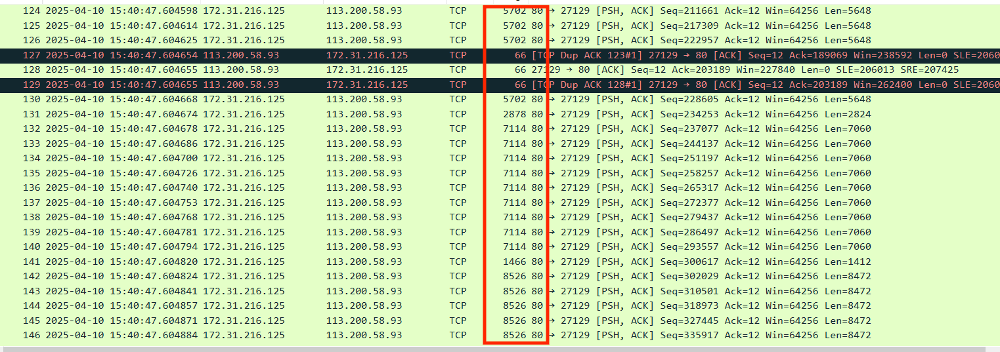 124 2025-04-10 15:40:47.604598 172.31.216.125 113.200.58.93 TCP 5702 80 → 27129 [PSH, ACK] Seq=211661 Ack=12 Win=64256 Len=5648
125 2025-04-10 15:40:47.604614 172.31.216.125 113.200.58.93 TCP 5702 80 → 27129 [PSH, ACK] Seq=217309 Ack=12 Win=64256 Len=5648
126 2025-04-10 15:40:47.604625 172.31.216.125 113.200.58.93 TCP 5702 80 → 27129 [PSH, ACK] Seq=222957 Ack=12 Win=64256 Len=5648
127 2025-04-10 15:40:47.604654 113.200.58.93 172.31.216.125 TCP 66 [TCP Dup ACK 123#1] 27129 → 80 [ACK] Seq=12 Ack=189069 Win=238592 Len=0 SLE=2060
128 2025-04-10 15:40:47.604655 113.200.58.93 172.31.216.125 TCP 66 27129 → 80 [ACK] Seq=12 Ack=203189 Win=227840 Len=0 SLE=206013 SRE=207425
129 2025-04-10 15:40:47.604655 113.200.58.93 172.31.216.125 TCP 66 [TCP Dup ACK 128#1] 27129 → 80 [ACK] Seq=12 Ack=203189 Win=262400 Len=0 SLE=2060
130 2025-04-10 15:40:47.604668 172.31.216.125 113.200.58.93 TCP 5702 80 → 27129 [PSH, ACK] Seq=228605 Ack=12 Win=64256 Len=5648
131 2025-04-10 15:40:47.604674 172.31.216.125 113.200.58.93 TCP 2878 80 → 27129 [PSH, ACK] Seq=234253 Ack=12 Win=64256 Len=2824
132 2025-04-10 15:40:47.604678 172.31.216.125 113.200.58.93 TCP 7114 80 → 27129 [PSH, ACK] Seq=237077 Ack=12 Win=64256 Len=7060
133 2025-04-10 15:40:47.604686 172.31.216.125 113.200.58.93 TCP 7114 80 → 27129 [PSH, ACK] Seq=244137 Ack=12 Win=64256 Len=7060
134 2025-04-10 15:40:47.604700 172.31.216.125 113.200.58.93 TCP 7114 80 → 27129 [PSH, ACK] Seq=251197 Ack=12 Win=64256 Len=7060
135 2025-04-10 15:40:47.604726 172.31.216.125 113.200.58.93 TCP 7114 80 → 27129 [PSH, ACK] Seq=258257 Ack=12 Win=64256 Len=7060
136 2025-04-10 15:40:47.604740 172.31.216.125 113.200.58.93 TCP 7114 80 → 27129 [PSH, ACK] Seq=265317 Ack=12 Win=64256 Len=7060
137 2025-04-10 15:40:47.604753 172.31.216.125 113.200.58.93 TCP 7114 80 → 27129 [PSH, ACK] Seq=272377 Ack=12 Win=64256 Len=7060
138 2025-04-10 15:40:47.604768 172.31.216.125 113.200.58.93 TCP 7114 80 → 27129 [PSH, ACK] Seq=279437 Ack=12 Win=64256 Len=7060
139 2025-04-10 15:40:47.604781 172.31.216.125 113.200.58.93 TCP 7114 80 → 27129 [PSH, ACK] Seq=286497 Ack=12 Win=64256 Len=7060
140 2025-04-10 15:40:47.604794 172.31.216.125 113.200.58.93 TCP 7114 80 → 27129 [PSH, ACK] Seq=293557 Ack=12 Win=64256 Len=7060
141 2025-04-10 15:40:47.604820 172.31.216.125 113.200.58.93 TCP 1466 80 → 27129 [PSH, ACK] Seq=300617 Ack=12 Win=64256 Len=1412
142 2025-04-10 15:40:47.604824 172.31.216.125 113.200.58.93 TCP 8526 80 → 27129 [PSH, ACK] Seq=302029 Ack=12 Win=64256 Len=8472
143 2025-04-10 15:40:47.604841 172.31.216.125 113.200.58.93 TCP 8526 80 → 27129 [PSH, ACK] Seq=310501 Ack=12 Win=64256 Len=8472
144 2025-04-10 15:40:47.604857 172.31.216.125 113.200.58.93 TCP 8526 80 → 27129 [PSH, ACK] Seq=318973 Ack=12 Win=64256 Len=8472
145 2025-04-10 15:40:47.604871 172.31.216.125 113.200.58.93 TCP 8526 80 → 27129 [PSH, ACK] Seq=327445 Ack=12 Win=64256 Len=8472
146 2025-04-10 15:40:47.604884 172.31.216.125 113.200.58.93 TCP 8526 80 → 27129 [PSH, ACK] Seq=335917 Ack=12 Win=64256 Len=8472